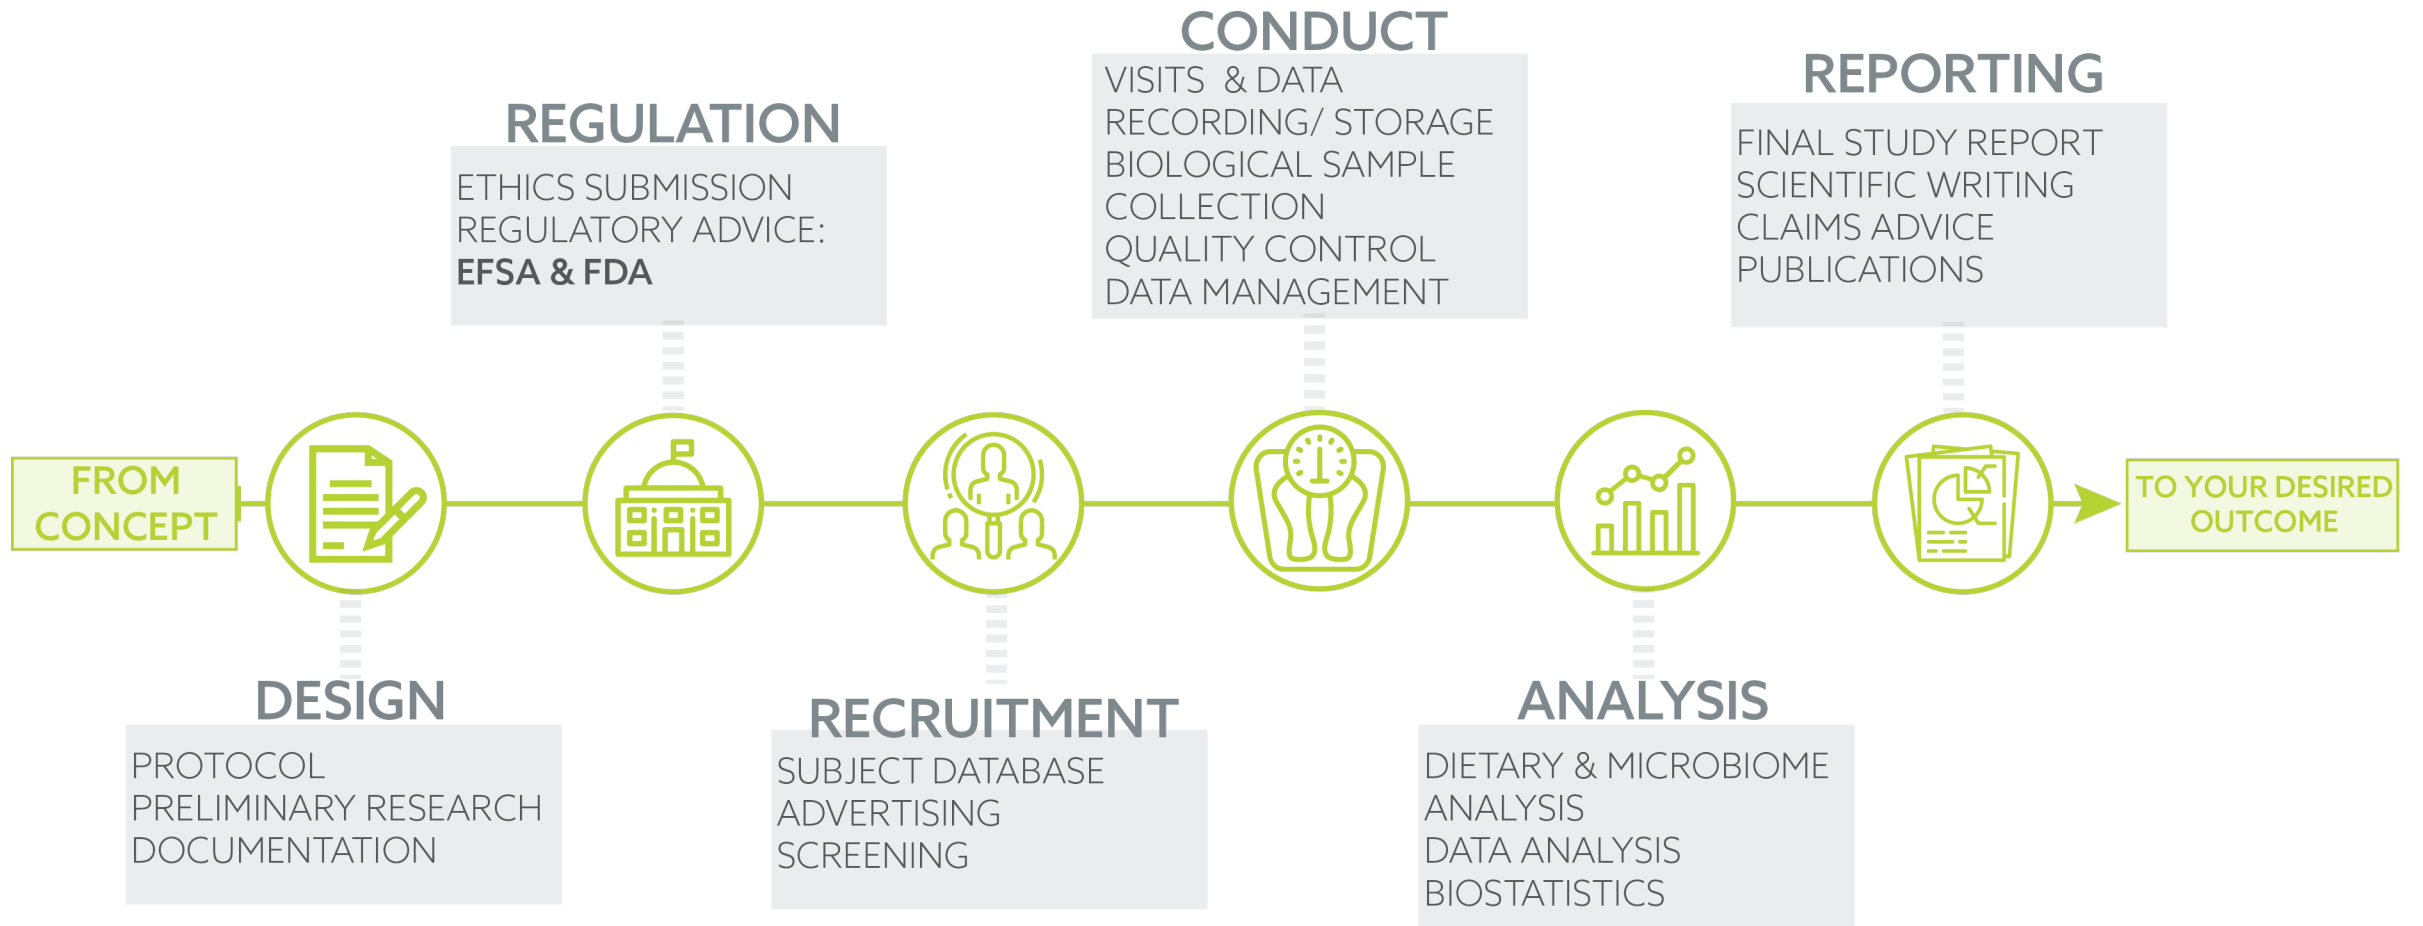 FROM
CONCEPT
DESIGN
PROTOCOL
PRELIMINARY RESEARCH
DOCUMENTATION
REGULATION
ETHICS SUBMISSION
REGULATORY ADVICE:
EFSA & FDA
RECRUITMENT
SUBJECT DATABASE
ADVERTISING
SCREENING
CONDUCT
VISITS & DATA
RECORDING/ STORAGE
BIOLOGICAL SAMPLE
COLLECTION
QUALITY CONTROL
DATA MANAGEMENT
ANALYSIS
DIETARY & MICROBIOME
ANALYSIS
DATA ANALYSIS
BIOSTATISTICS
REPORTING
FINAL STUDY REPORT
SCIENTIFIC WRITING
CLAIMS ADVICE
PUBLICATIONS
TO YOUR DESIRED
OUTCOME